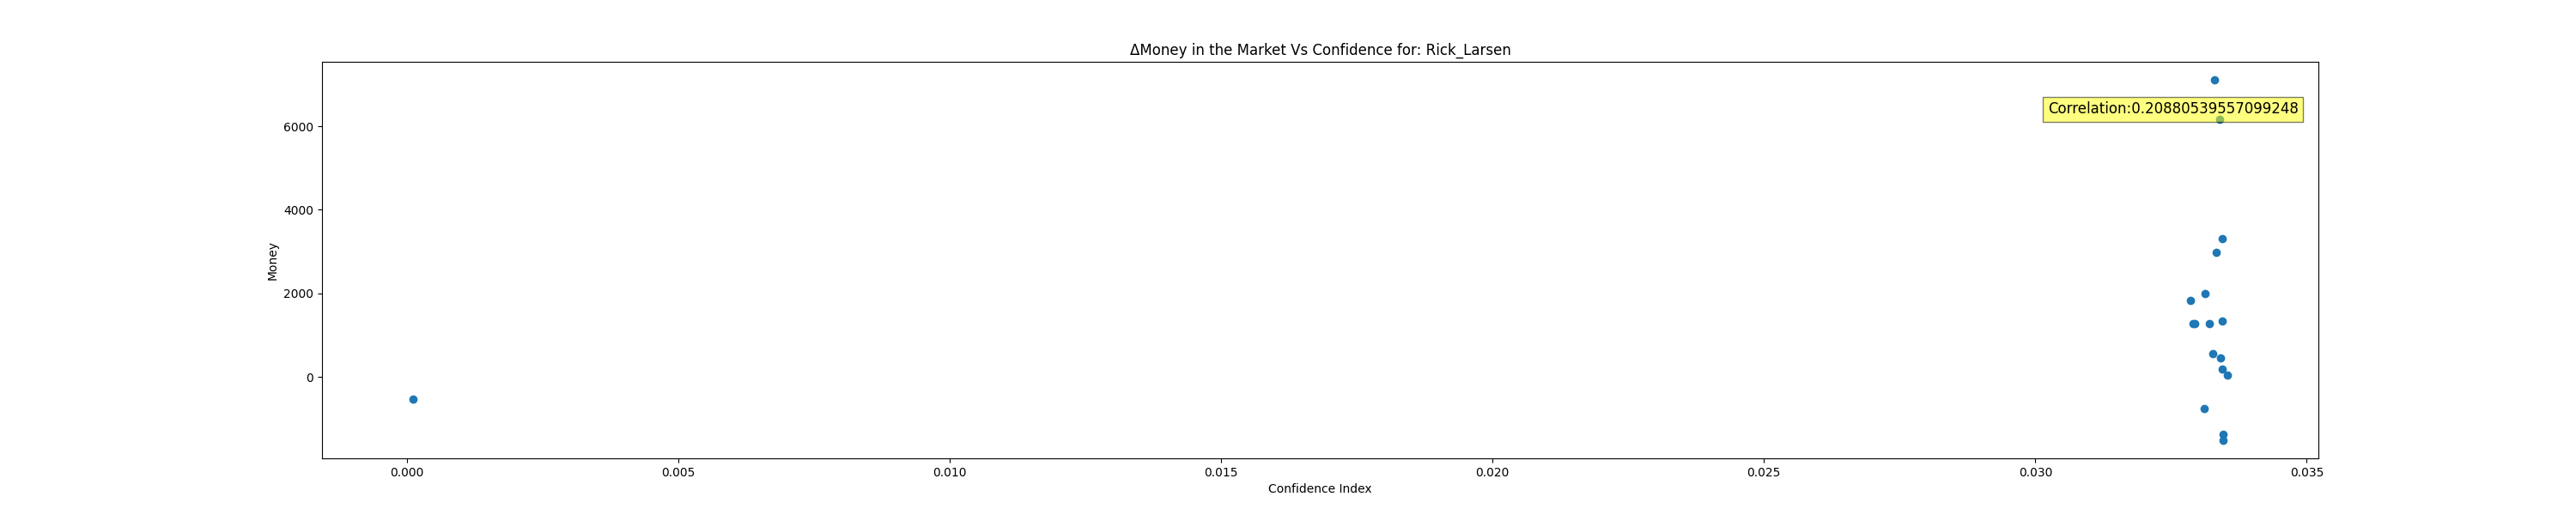 ΔMoney in the Market Vs Confidence for: Rick_Larsen
Correlation:0.20880539557099248
6000
4000
2000
0
Money
0.000 0.005 0.010 0.015 0.020 0.025 0.030 0.035
Confidence Index